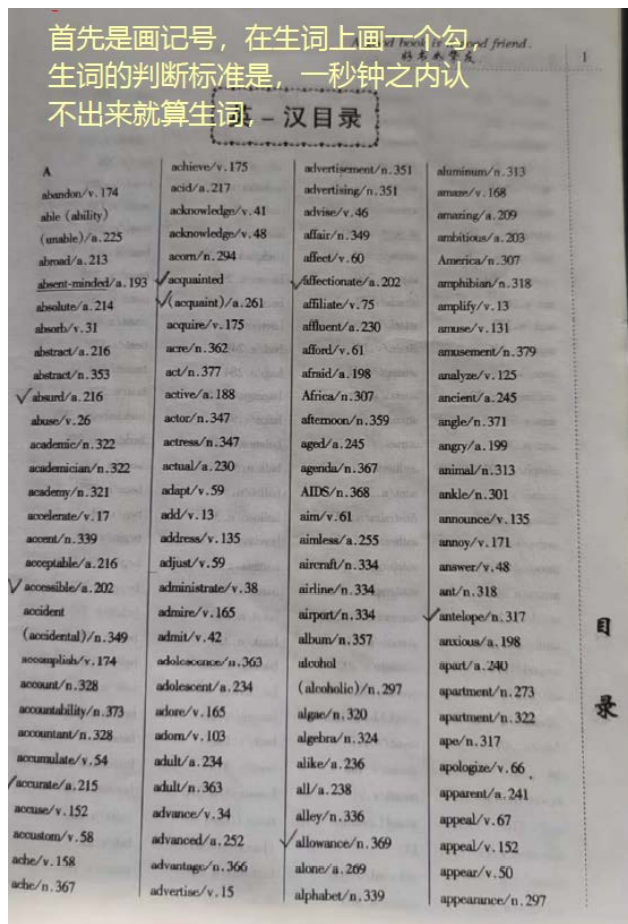 首先是画记号，在生词上画一个勾，
生词的判断标准是，一秒钟之内认
不出来就算生词，
good book is a good friend.
1
英－汉目录
A
abandon/v.174
able (ability)
(unable)/a.225
abroad/a.213
absent-minded/a.193
absolute/a.214
absorb/v.31
abstract/a.216
abstract/n.353
absurd/a.216
abuse/v.26
academic/n.322
academician/n.322
academy/n.321
accelerate/v.17
accent/n.339
acceptable/a.216
accessible/a.202
accident
(accidental)/n.349
accomplish/v.174
account/n.328
accountability/n.373
accountant/n.328
accumulate/v.54
accurate/a.215
accuse/v.152
accustom/v.58
ache/v.158
ache/n.367
achieve/v.175
acid/a.217
acknowledge/v.41
acknowledge/v.48
acorn/n.294
acquainted
(acquaint)/a.261
acquire/v.175
acre/n.362
act/n.377
active/a.188
actor/n.347
actress/n.347
actual/a.230
adapt/v.59
add/v.13
address/v.135
adjust/v.59
administrate/v.38
admire/v.165
admit/v.42
adolescence/n.363
adolescent/a.234
adore/v.165
adorn/v.103
adult/a.234
adult/n.363
advance/v.34
advanced/a.252
advantage/n.366
advertise/v.15
advertisement/n.351
advertising/n.351
advise/v.46
affair/n.349
affect/v.60
affectionate/a.202
affiliate/v.75
affluent/a.230
afford/v.61
afraid/a.198
Africa/n.307
afternoon/n.359
aged/a.245
agenda/n.367
AIDS/n.368
aim/v.61
aimless/a.255
aircraft/n.334
airline/n.334
airport/n.334
album/n.357
alcohol
(alcoholic)/n.297
algae/n.320
algebra/n.324
alike/a.236
all/a.238
alley/n.336
allowance/n.369
alone/a.269
alphabet/n.339
aluminum/n.313
amaze/v.168
amazing/a.209
ambitious/a.203
America/n.307
amphibian/n.318
amplify/v.13
amuse/v.131
amusement/n.379
analyze/v.125
ancient/a.245
angle/n.371
angry/a.199
animal/n.313
ankle/n.301
announce/v.135
annoy/v.171
answer/v.48
ant/n.318
antelope/n.317
anxious/a.198
apart/a.240
apartment/n.273
apartment/n.322
ape/n.317
apologize/v.66
apparent/a.241
appeal/v.67
appeal/v.152
appear/v.50
appearance/n.297
目
录